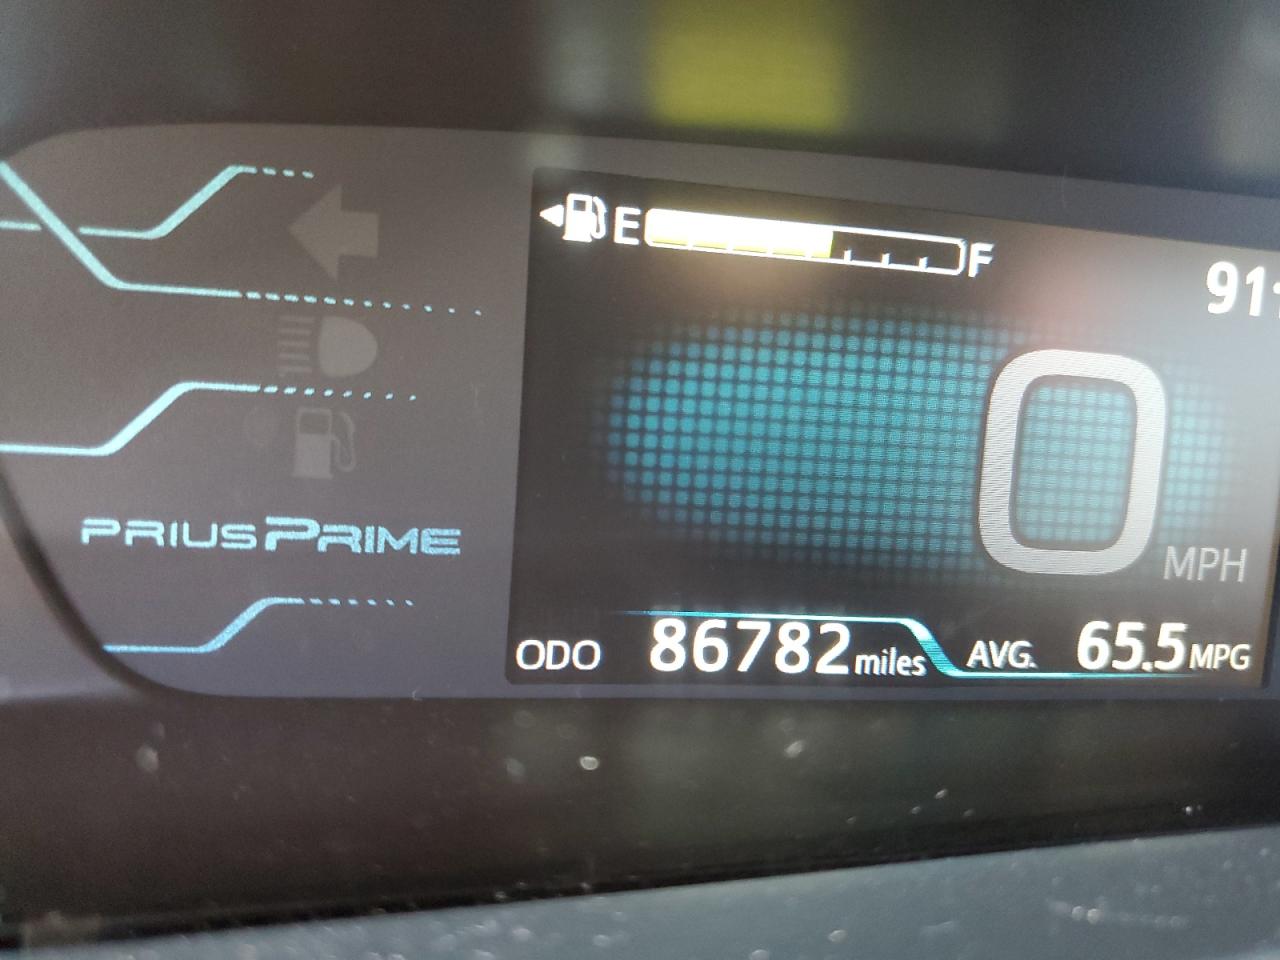 E F
91
0
MPH
PRIUS PRIME
ODO 86782 miles AVG. 65.5 MPG